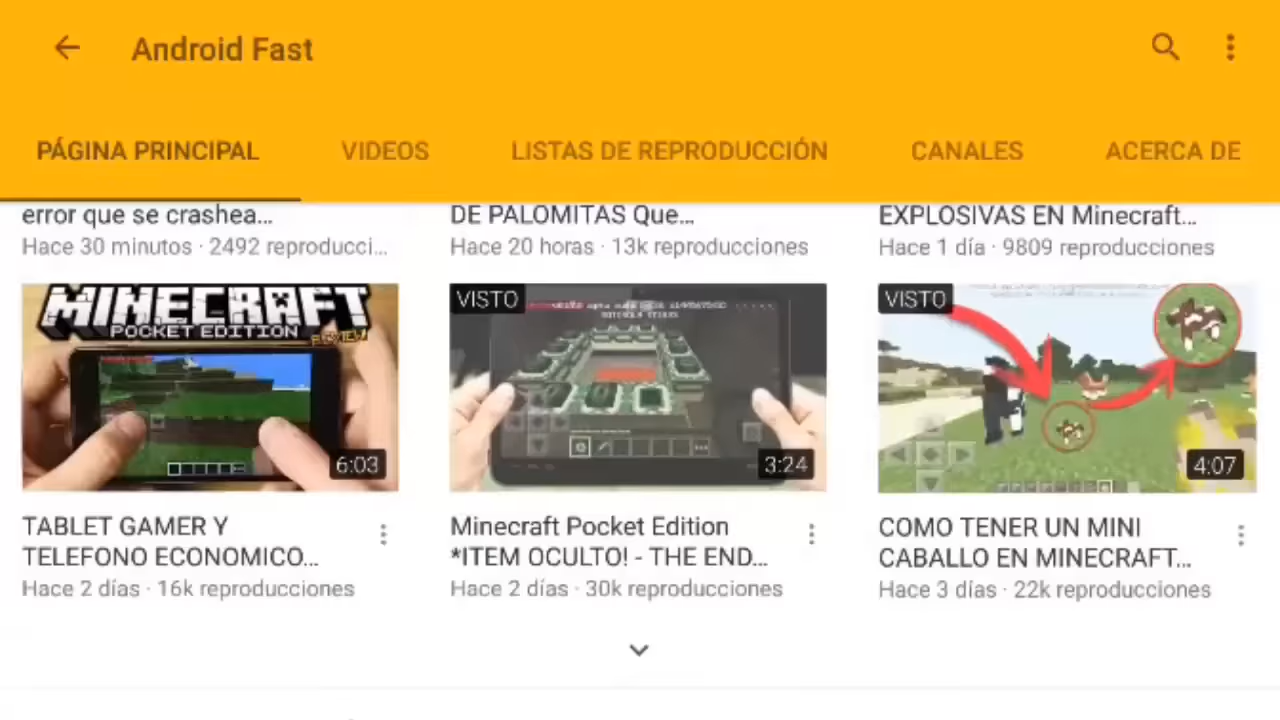 Android Fast
PÁGINA PRINCIPAL
VIDEOS
LISTAS DE REPRODUCCIÓN
CANALES
ACERCA DE
error que se crashea...
Hace 30 minutos · 2492 reproducci...
DE PALOMITAS Que...
Hace 20 horas · 13k reproducciones
EXPLOSIVAS EN Minecraft...
Hace 1 día · 9809 reproducciones
MINECRAFT
POCKET EDITION
6:03
VISTO
3:24
VISTO
4:07
TABLET GAMER Y
TELEFONO ECONOMICO...
Hace 2 días · 16k reproducciones
Minecraft Pocket Edition
*ITEM OCULTO! - THE END...
Hace 2 días · 30k reproducciones
COMO TENER UN MINI
CABALLO EN MINECRAFT...
Hace 3 días · 22k reproducciones